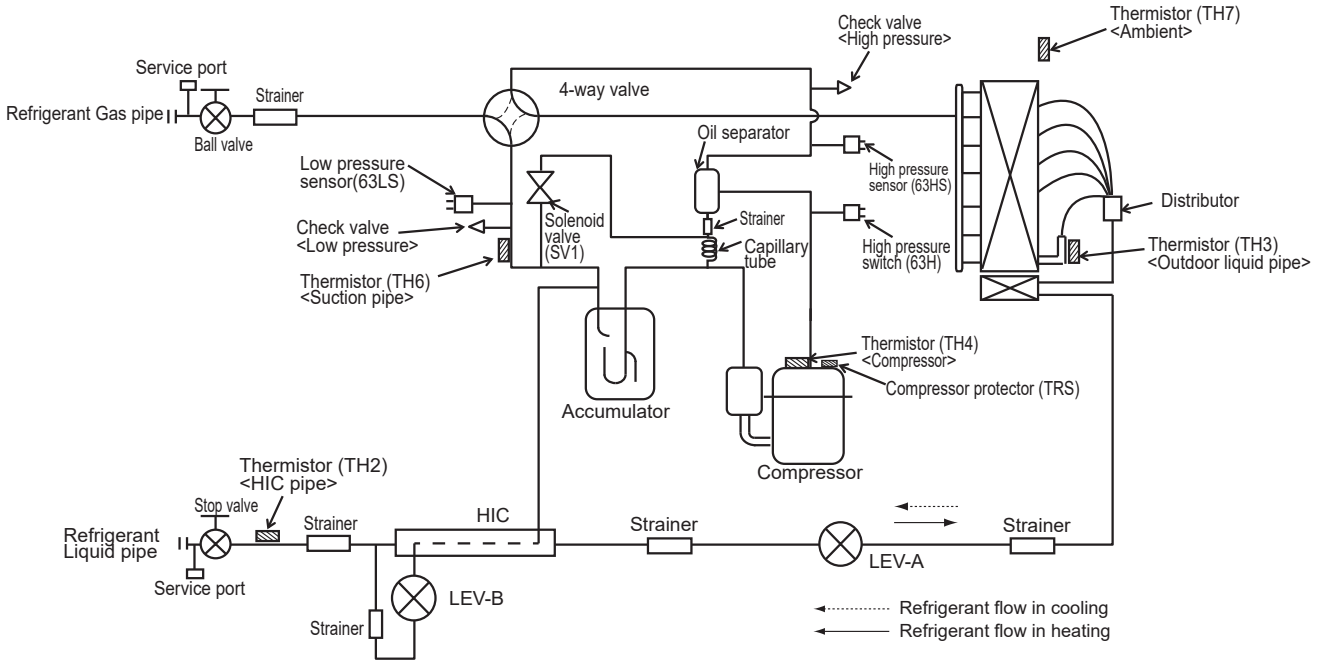 Check valve
<High pressure>
Thermistor (TH7)
<Ambient>
Service port
Strainer
4-way valve
Refrigerant Gas pipe
Ball valve
Oil separator
Low pressure
sensor(63LS)
High pressure
sensor (63HS)
Distributor
Solenoid
valve
(SV1)
Strainer
Check valve
<Low pressure>
Capillary
tube
High pressure
switch (63H)
Thermistor (TH3)
<Outdoor liquid pipe>
Thermistor (TH6)
<Suction pipe>
Thermistor (TH4)
<Compressor>
Compressor protector (TRS)
Accumulator
Compressor
Thermistor (TH2)
<HIC pipe>
Stop valve
Strainer
HIC
Strainer
Strainer
Refrigerant
Liquid pipe
LEV-A
Service port
LEV-B
Strainer
Refrigerant flow in cooling
Refrigerant flow in heating